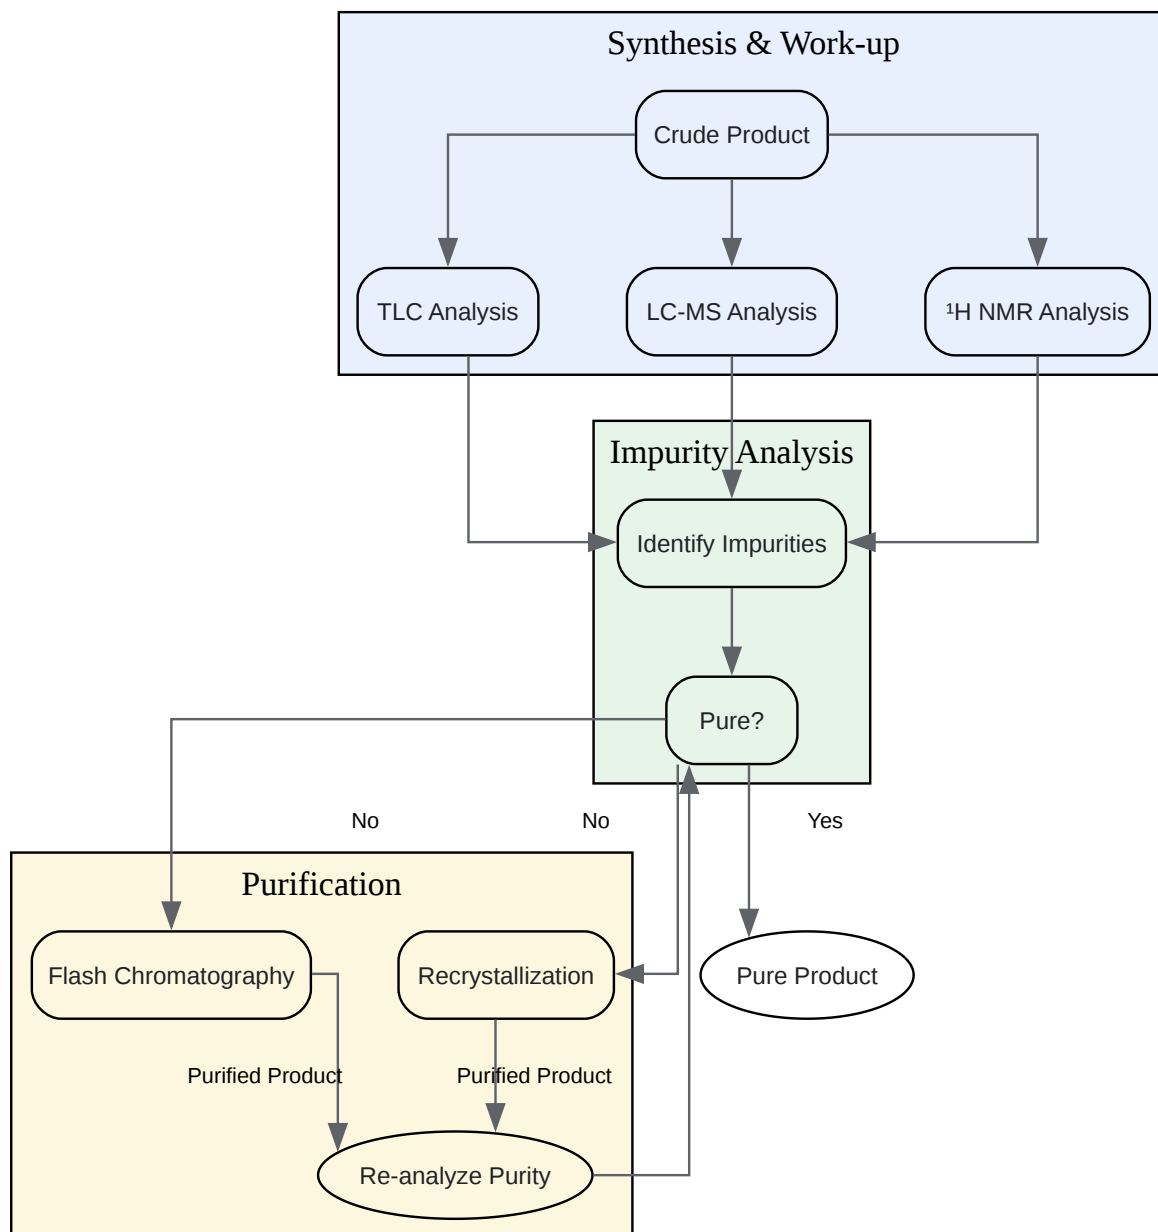 Synthesis & Work-up
Crude Product
TLC Analysis
LC-MS Analysis
¹H NMR Analysis
Impurity Analysis
Identify Impurities
Pure?
No
No
Yes
Purification
Flash Chromatography
Recrystallization
Pure Product
Purified Product
Purified Product
Re-analyze Purity